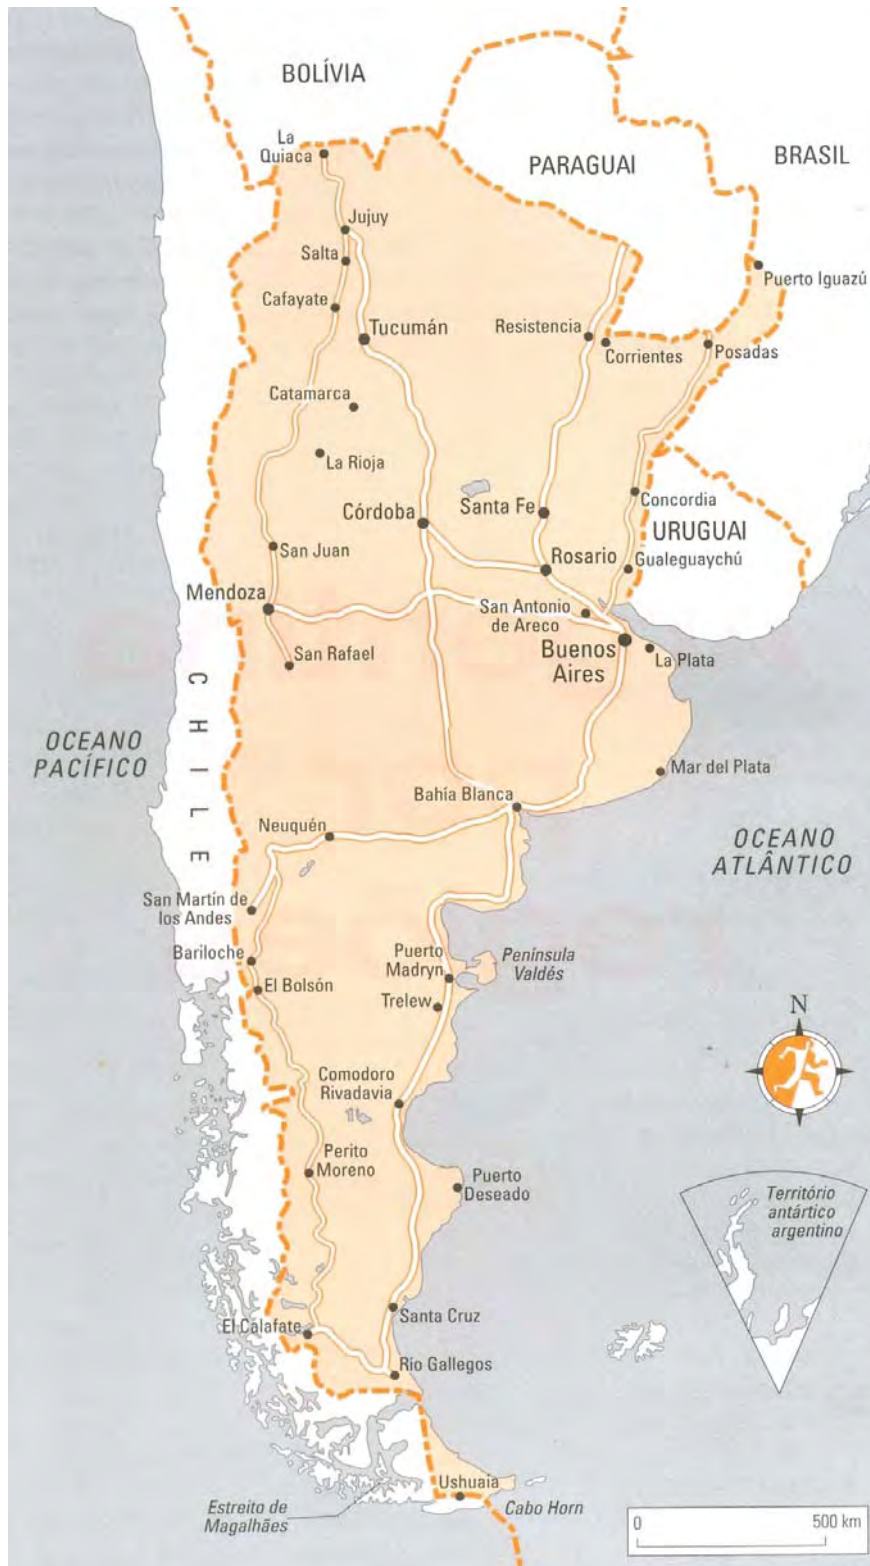 BOLÍVIA
La
Quiaca
PARAGUAI
BRASIL
Jujuy
Salta
Puerto Iguazú
Cafayate
Tucumán
Resistencia
Corrientes
Posadas
Catamarca
La Rioja
Córdoba
Santa Fe
Concordia
URUGUAI
San Juan
Rosario
Gualeguaychú
Mendoza
San Antonio
de Areco
Buenos
Aires
La Plata
San Rafael
CHILE
OCEANO
PACÍFICO
Mar del Plata
Bahía Blanca
Neuquén
OCEANO
ATLÂNTICO
San Martín de
los Andes
Bariloche
El Bolsón
Puerto
Madryn
Península
Valdés
Trelew
N
Comodoro
Rivadavia
Perito
Moreno
Puerto
Deseado
Território
antártico
argentino
Santa Cruz
El Calafate
Río Gallegos
Ushuaia
Estreito de
Magalhães
Cabo Horn
0 500 km